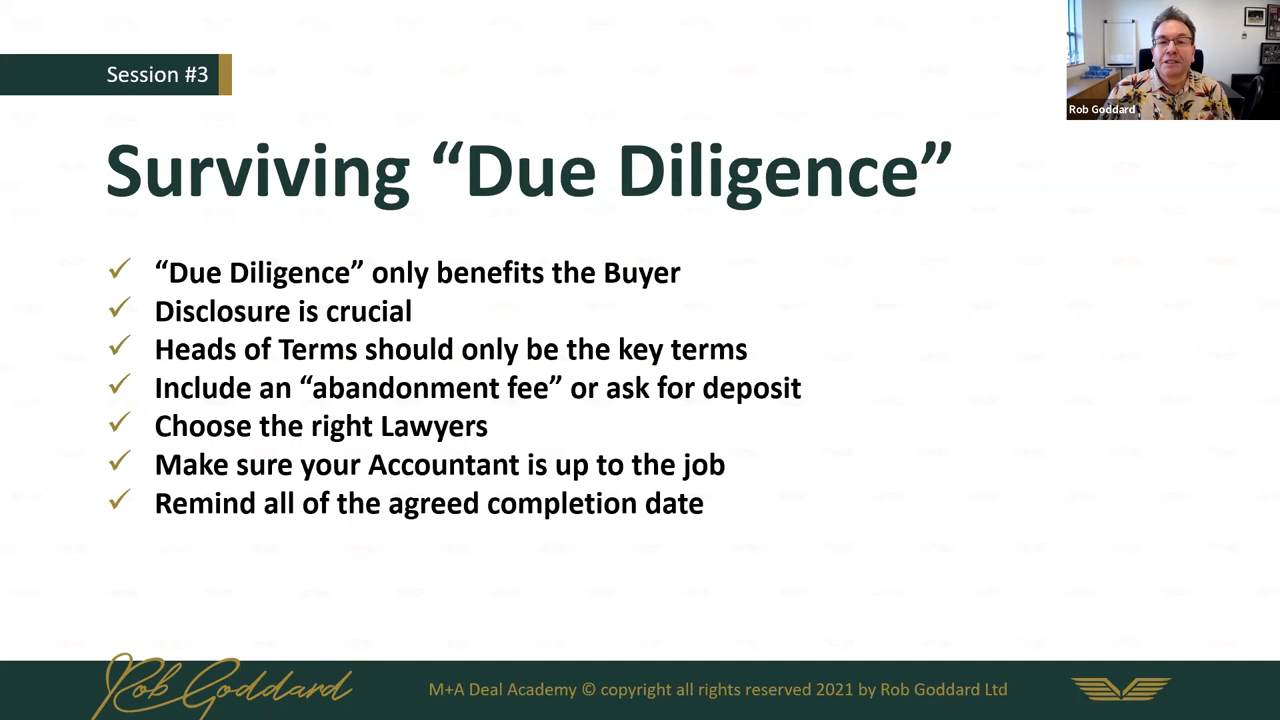 Session #3
Rob Goddard
Surviving “Due Diligence”
“Due Diligence” only benefits the Buyer
Disclosure is crucial
Heads of Terms should only be the key terms
Include an “abandonment fee” or ask for deposit
Choose the right Lawyers
Make sure your Accountant is up to the job
Remind all of the agreed completion date
Rob Goddard
M+A Deal Academy © copyright all rights reserved 2021 by Rob Goddard Ltd